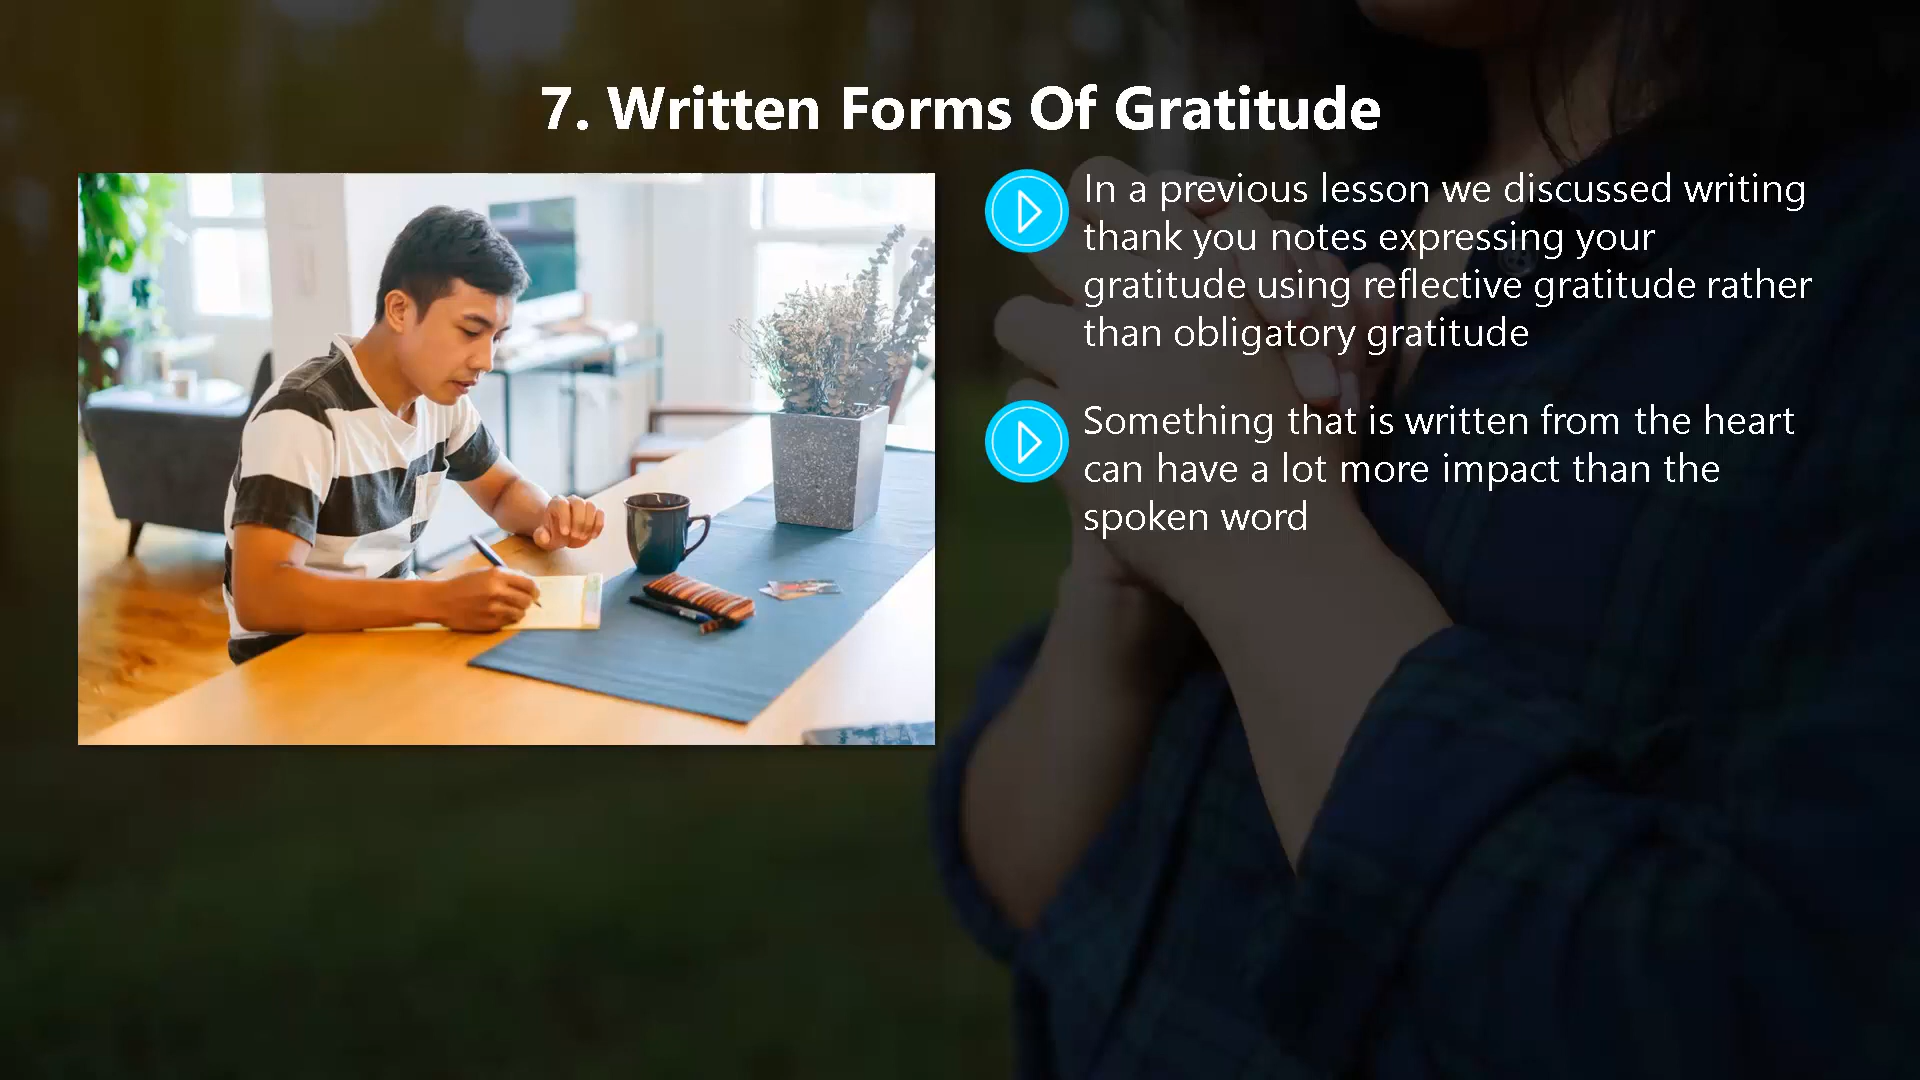 7. Written Forms Of Gratitude
In a previous lesson we discussed writing
thank you notes expressing your
gratitude using reflective gratitude rather
than obligatory gratitude
Something that is written from the heart
can have a lot more impact than the
spoken word